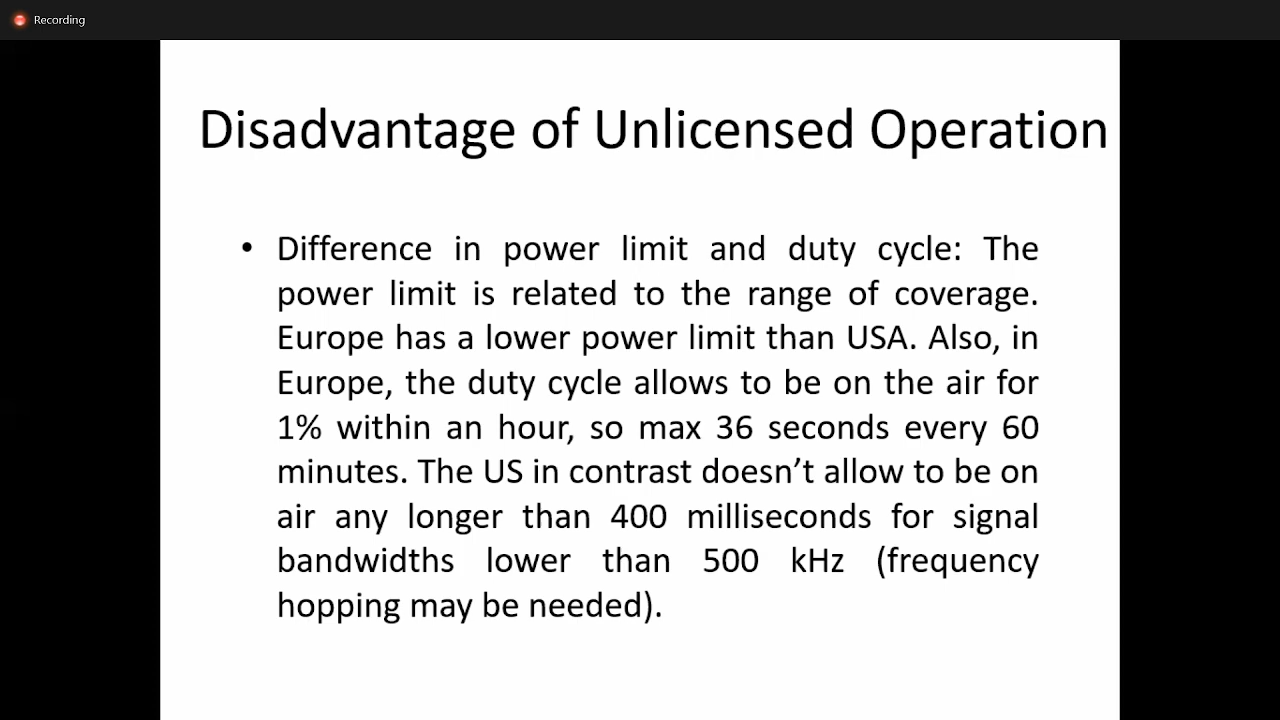 Recording
Disadvantage of Unlicensed Operation
• Difference in power limit and duty cycle: The
power limit is related to the range of coverage.
Europe has a lower power limit than USA. Also, in
Europe, the duty cycle allows to be on the air for
1% within an hour, so max 36 seconds every 60
minutes. The US in contrast doesn’t allow to be on
air any longer than 400 milliseconds for signal
bandwidths lower than 500 kHz (frequency
hopping may be needed).